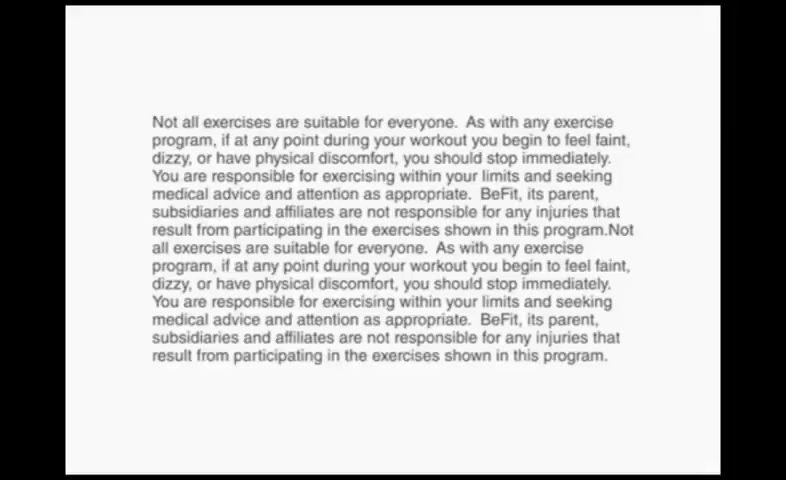 Not all exercises are suitable for everyone.  As with any exercise
program, if at any point during your workout you begin to feel faint,
dizzy, or have physical discomfort, you should stop immediately.
You are responsible for exercising within your limits and seeking
medical advice and attention as appropriate.  BeFit, its parent,
subsidiaries and affiliates are not responsible for any injuries that
result from participating in the exercises shown in this program.Not
all exercises are suitable for everyone.  As with any exercise
program, if at any point during your workout you begin to feel faint,
dizzy, or have physical discomfort, you should stop immediately.
You are responsible for exercising within your limits and seeking
medical advice and attention as appropriate.  BeFit, its parent,
subsidiaries and affiliates are not responsible for any injuries that
result from participating in the exercises shown in this program.